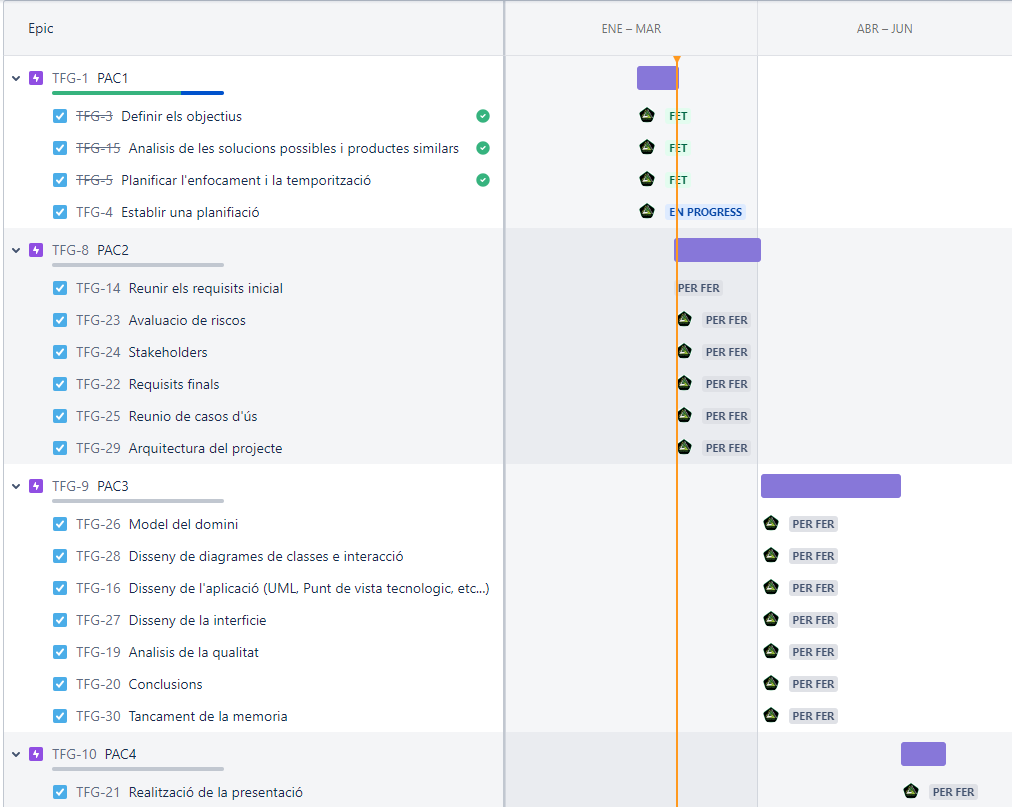 Epic ENE – MAR ABR – JUN
TFG-1 PAC1
TFG-3 Definir els objectius FET
TFG-15 Analisis de les solucions possibles i productes similars FET
TFG-5 Planificar l'enfocament i la temporització FET
TFG-4 Establir una planifiació EN PROGRESS
TFG-8 PAC2
TFG-14 Reunir els requisits inicial PER FER
TFG-23 Avaluacio de riscos PER FER
TFG-24 Stakeholders PER FER
TFG-22 Requisits finals PER FER
TFG-25 Reunio de casos d'ús PER FER
TFG-29 Arquitectura del projecte PER FER
TFG-9 PAC3
TFG-26 Model del domini PER FER
TFG-28 Disseny de diagrames de classes e interacció PER FER
TFG-16 Disseny de l'aplicació (UML, Punt de vista tecnologic, etc...) PER FER
TFG-27 Disseny de la interficie PER FER
TFG-19 Analisis de la qualitat PER FER
TFG-20 Conclusions PER FER
TFG-30 Tancament de la memoria PER FER
TFG-10 PAC4
TFG-21 Realització de la presentació PER FER